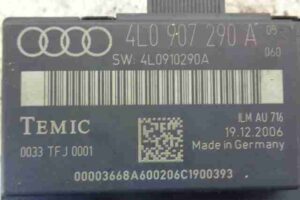 4L0 907 290 A
05
060
SW: 4L0910290A
TEMIC
ILM AU 716
19.12.2006
0033 TFJ 0001
Made in Germany
00003668A600206C1900393